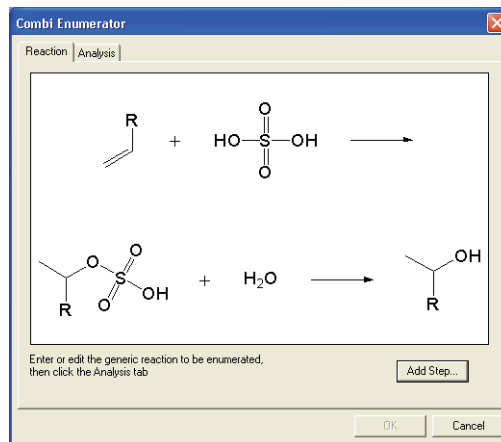 Combi Enumerator
Reaction Analysis
R
O
+ HO S OH
O
O
O S
OH + H₂O
R O
OH
R
Enter or edit the generic reaction to be enumerated,
then click the Analysis tab
Add Step...
OK Cancel